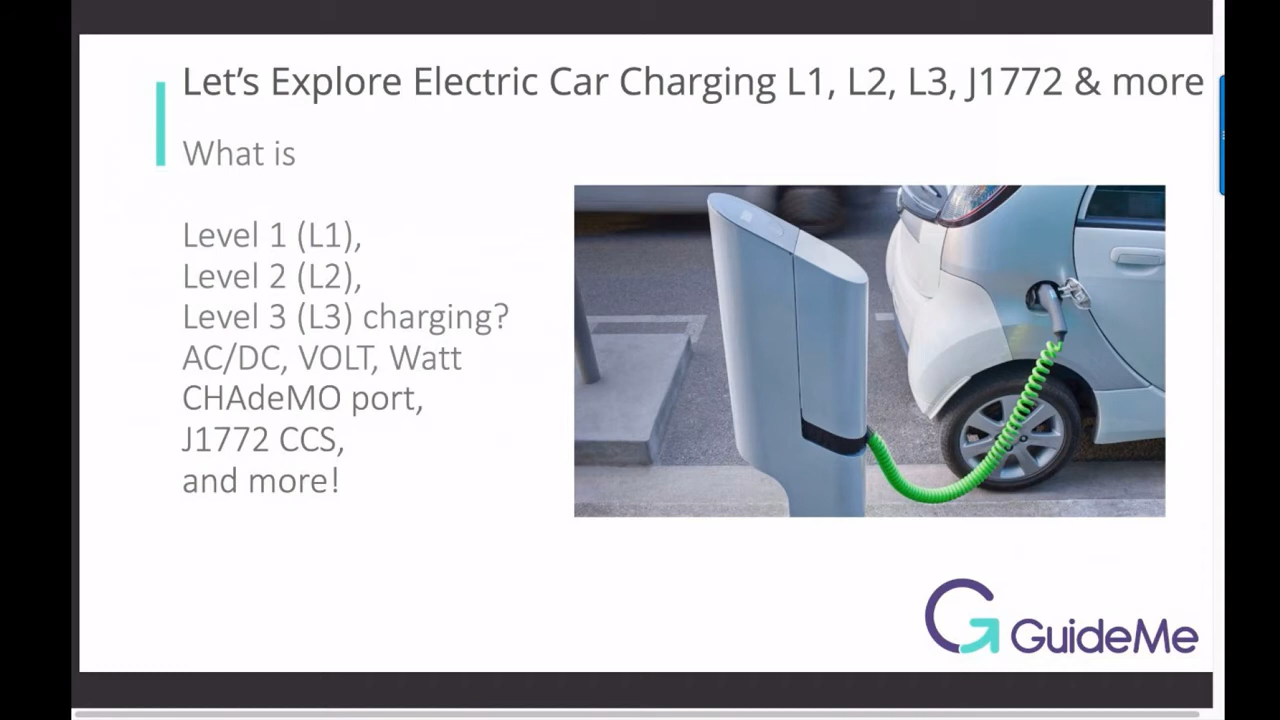 Let's Explore Electric Car Charging L1, L2, L3, J1772 & more
What is
Level 1 (L1),
Level 2 (L2),
Level 3 (L3) charging?
AC/DC, VOLT, Watt
CHAdeMO port,
J1772 CCS,
and more!
GuideMe